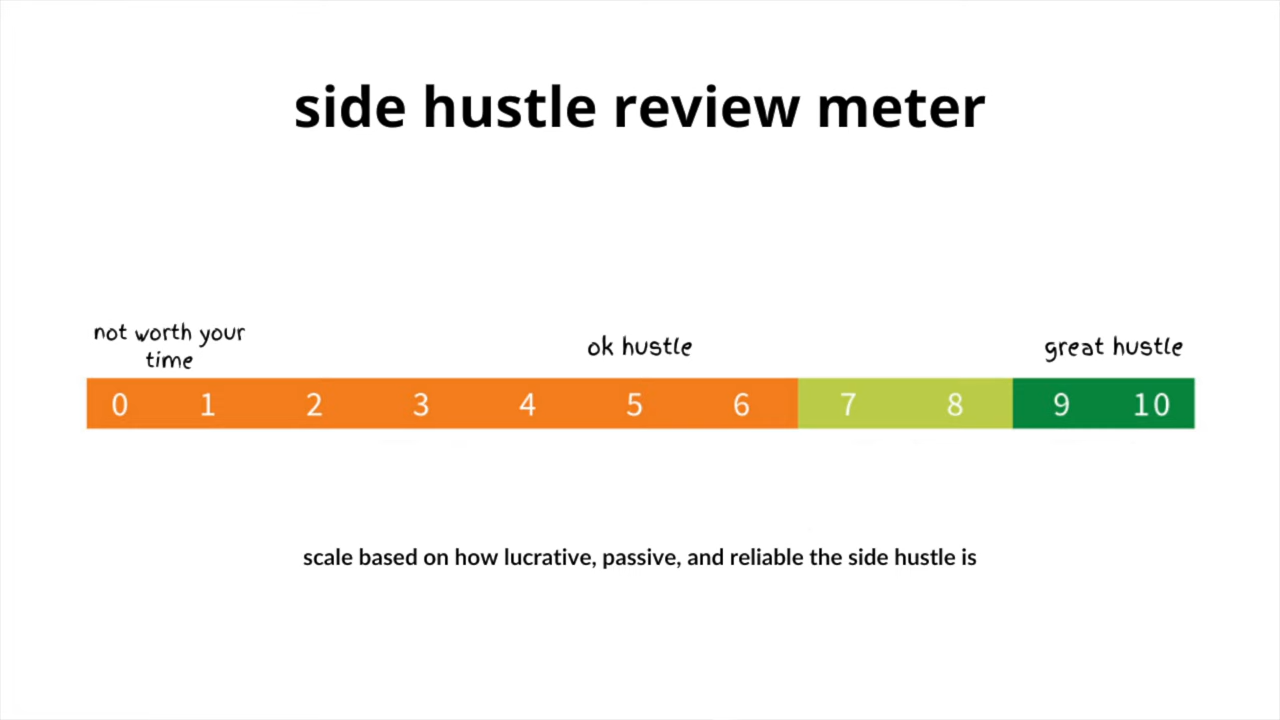 side hustle review meter
not worth your
time
ok hustle
great hustle
0 1 2 3 4 5 6 7 8 9 10
scale based on how lucrative, passive, and reliable the side hustle is